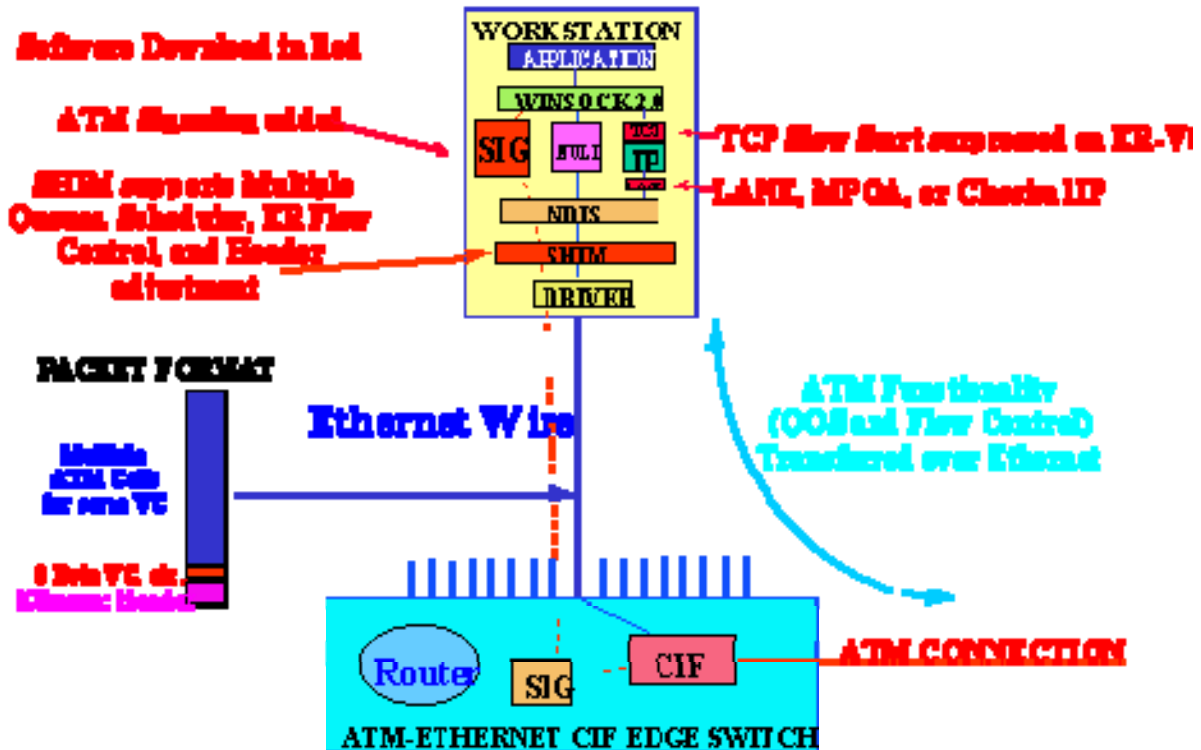 WORKSTATION
APPLICATION
WINSOCK 2.0
SIG
NULL
TCP
IP
NDIS
SHIM
DRIVER
Software Download in Red
ATM Signaling added
SHIM supports Multiple
Queues, Scheduler, ER Flow
Control, and Header
adjustment
TCP Slow Start suppressed on ER-V
LANE, MPOA, or Classical IP
PACKET FORMAT
Multiple
ATM Cells
for same VC
8 Byte VC, etc.
Ethernet Header
Ethernet Wire
ATM Functionality
(QOS and Flow Control)
Transferred over Ethernet
Router
SIG
CIF
ATM CONNECTION
ATM-ETHERNET CIF EDGE SWITCH